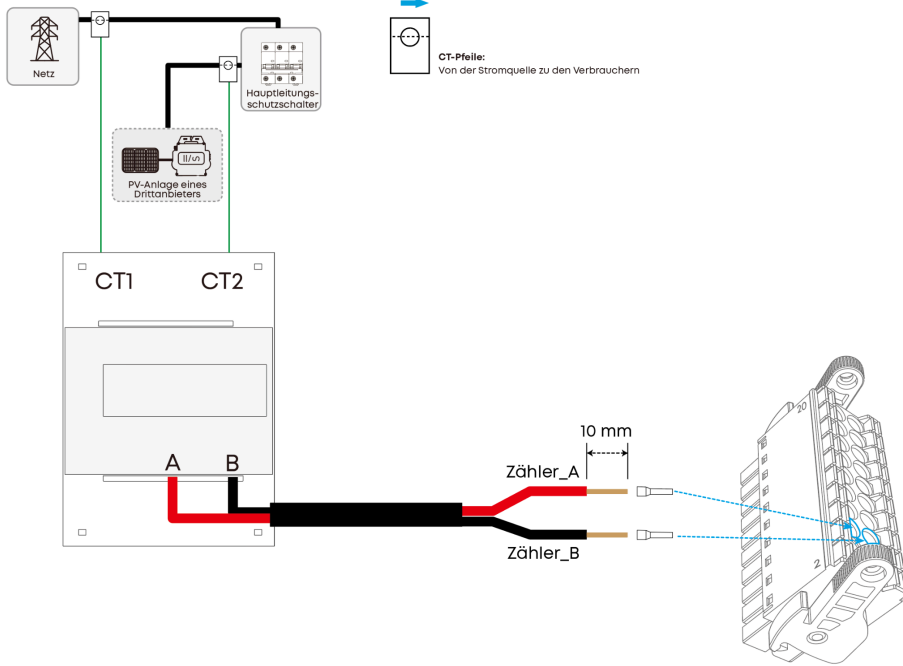 Netz
Hauptleitungs-
schutzschalter
CT-Pfeile:
Von der Stromquelle zu den Verbrauchern
PV-Anlage eines
Drittanbieters
CT1
CT2
20
10 mm
A
B
Zähler_A
Zähler_B
2